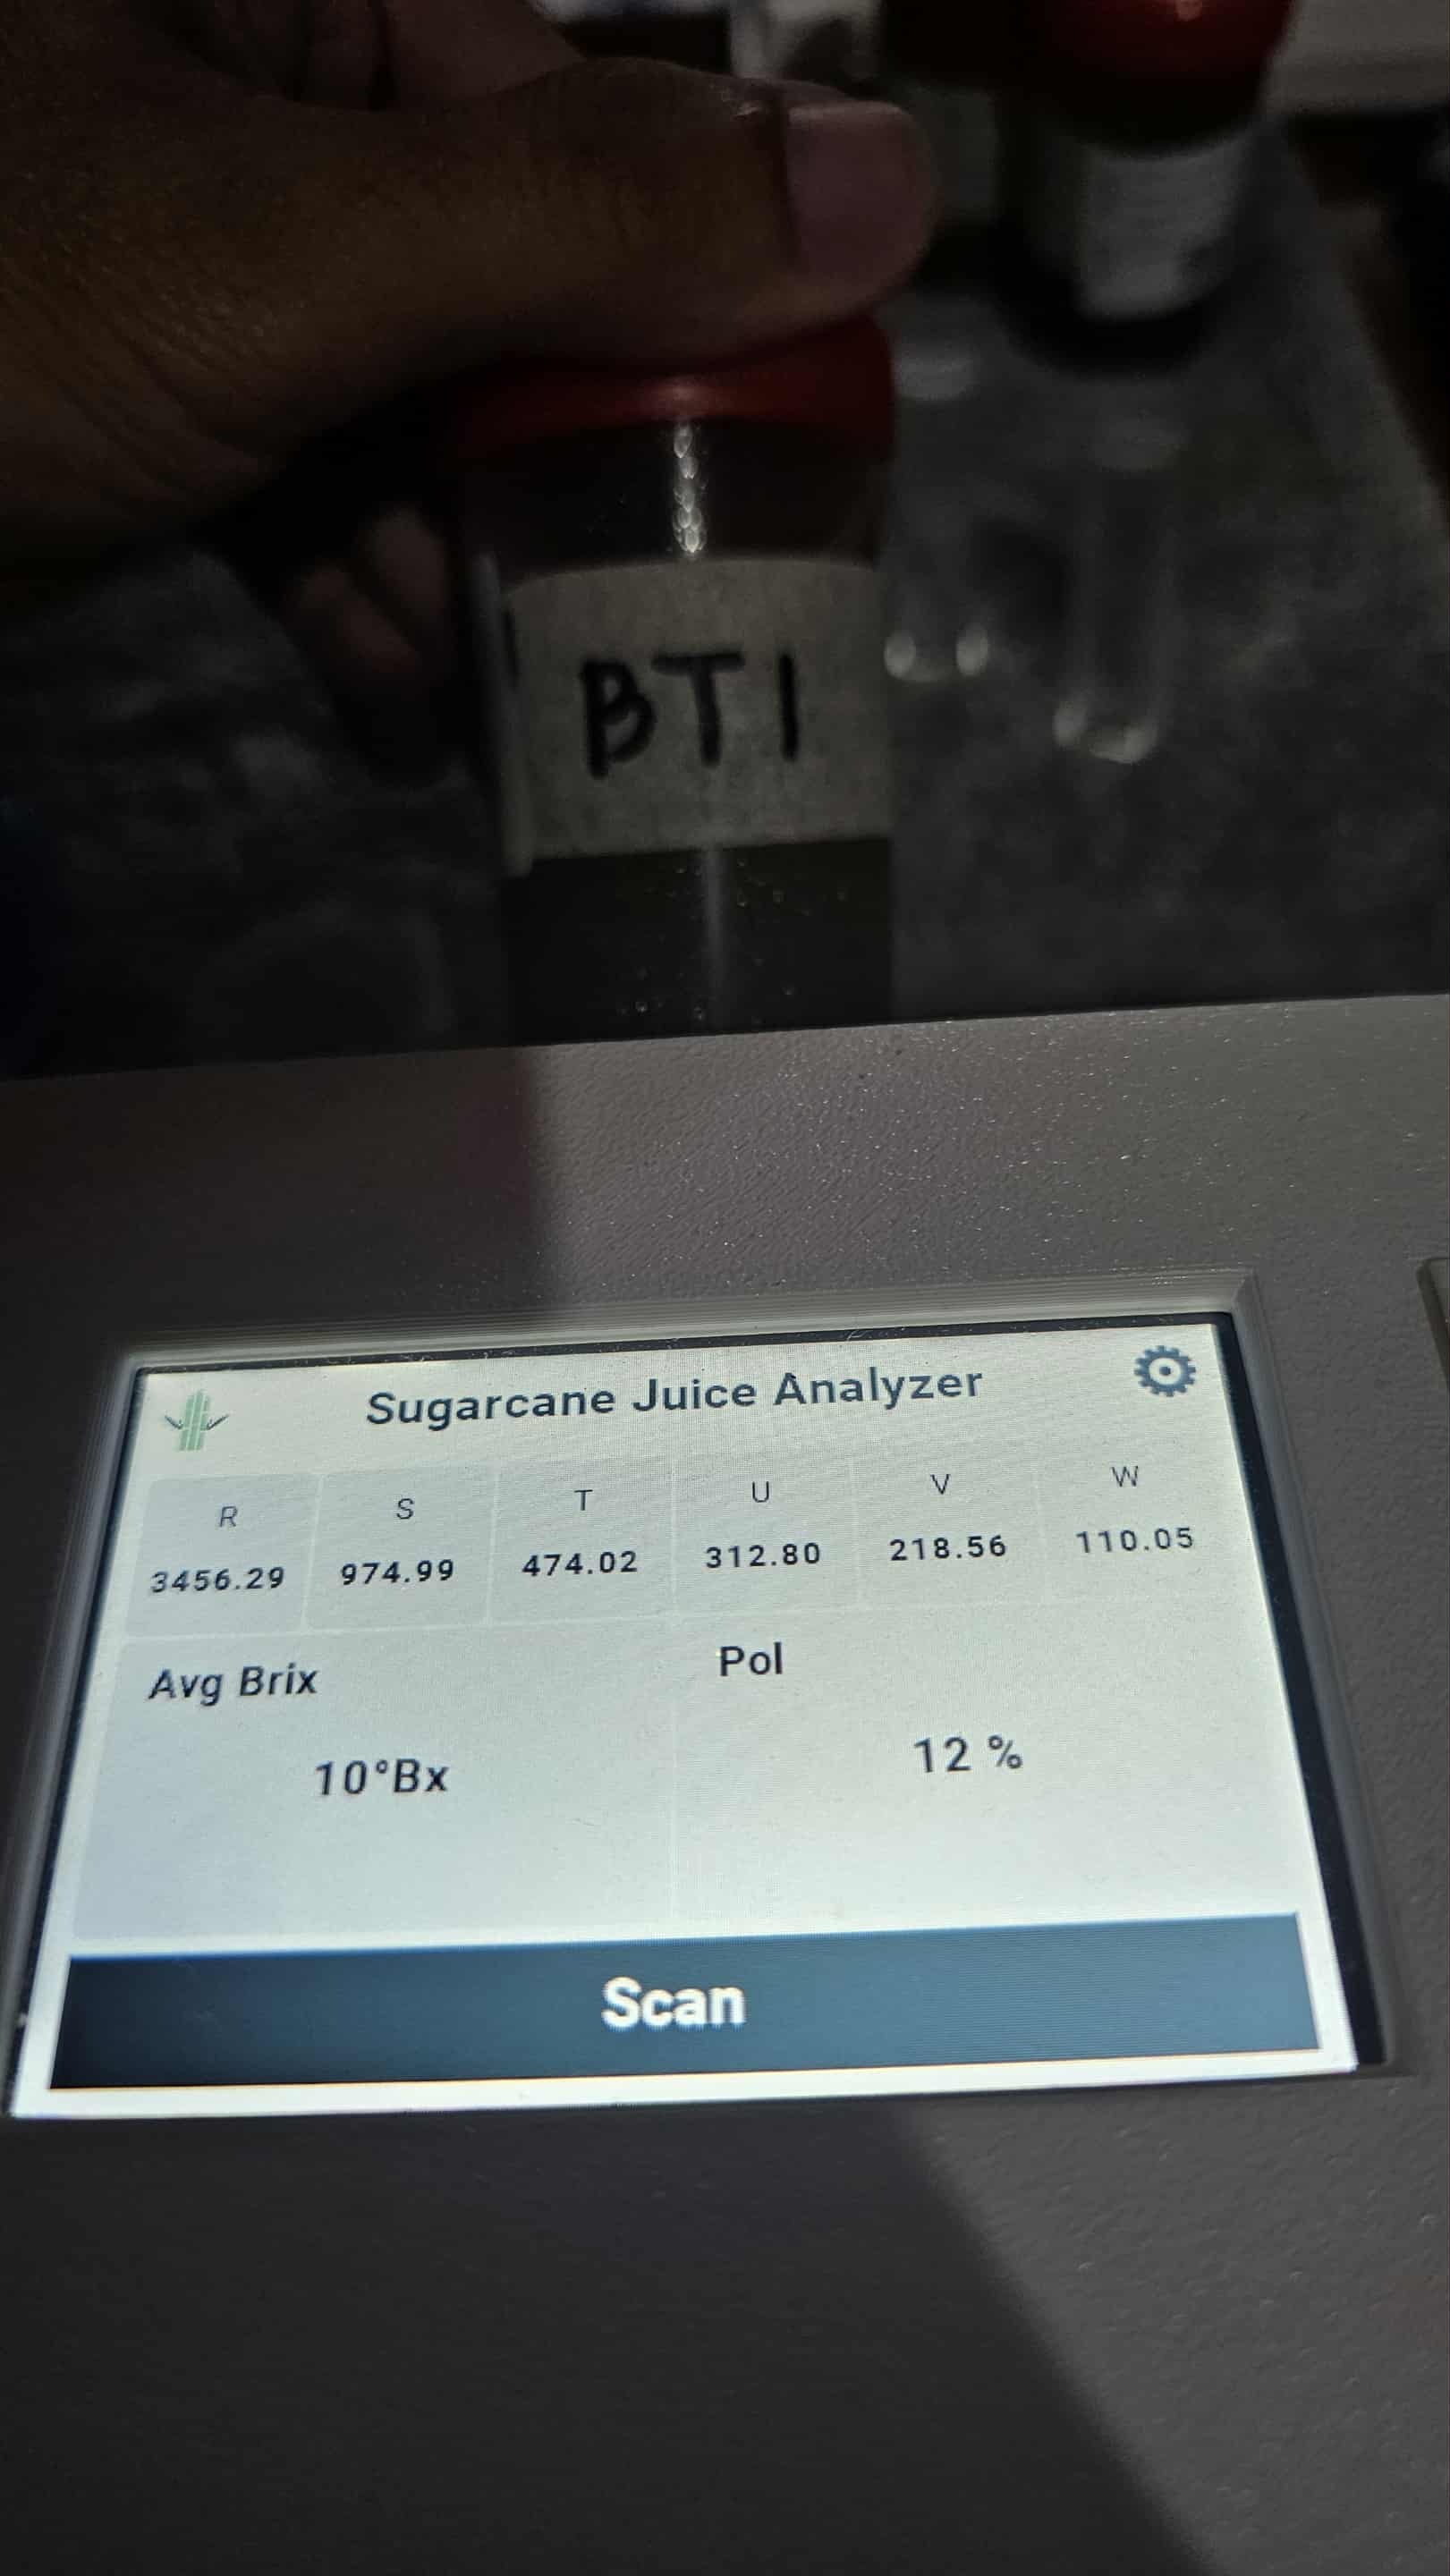 BT1
Sugarcane Juice Analyzer
R S T U V W
3456.29 974.99 474.02 312.80 218.56 110.05
Avg Brix Pol
10°Bx 12 %
Scan